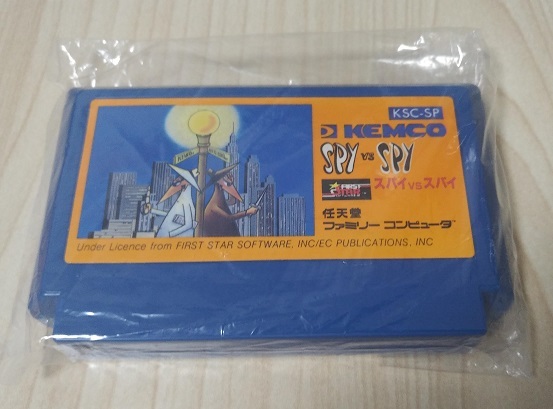 KSC-SP
KEMCO
SPY vs SPY
FIRST
スパイvsスパイ
任天堂
ファミリー コンピュータ
Under Licence from FIRST STAR SOFTWARE, INC/EC PUBLICATIONS, INC